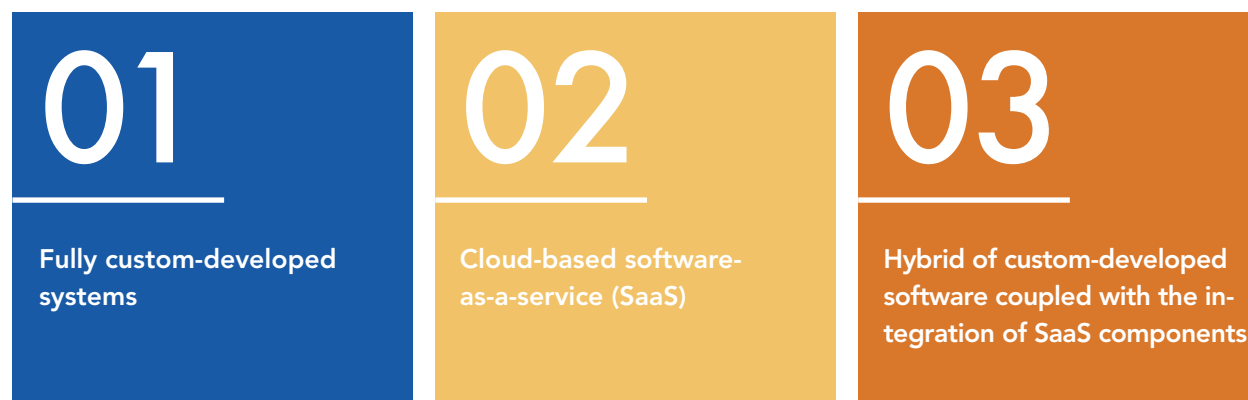 01
Fully custom-developed
systems
02
Cloud-based software-
as-a-service (SaaS)
03
Hybrid of custom-developed
software coupled with the in-
tegration of SaaS components